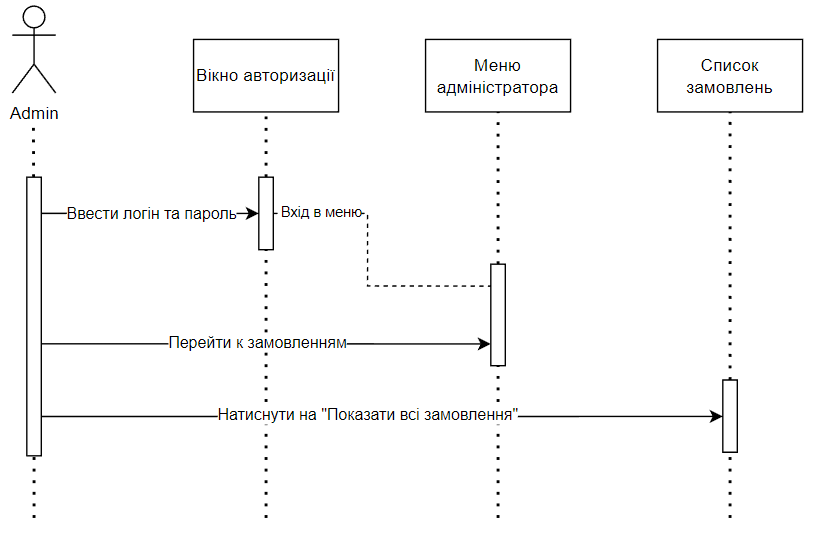 Admin
Вікно авторизації
Меню
адміністратора
Список
замовлень
Ввести логін та пароль
Вхід в меню
Перейти к замовленням
Натиснути на "Показати всі замовлення"